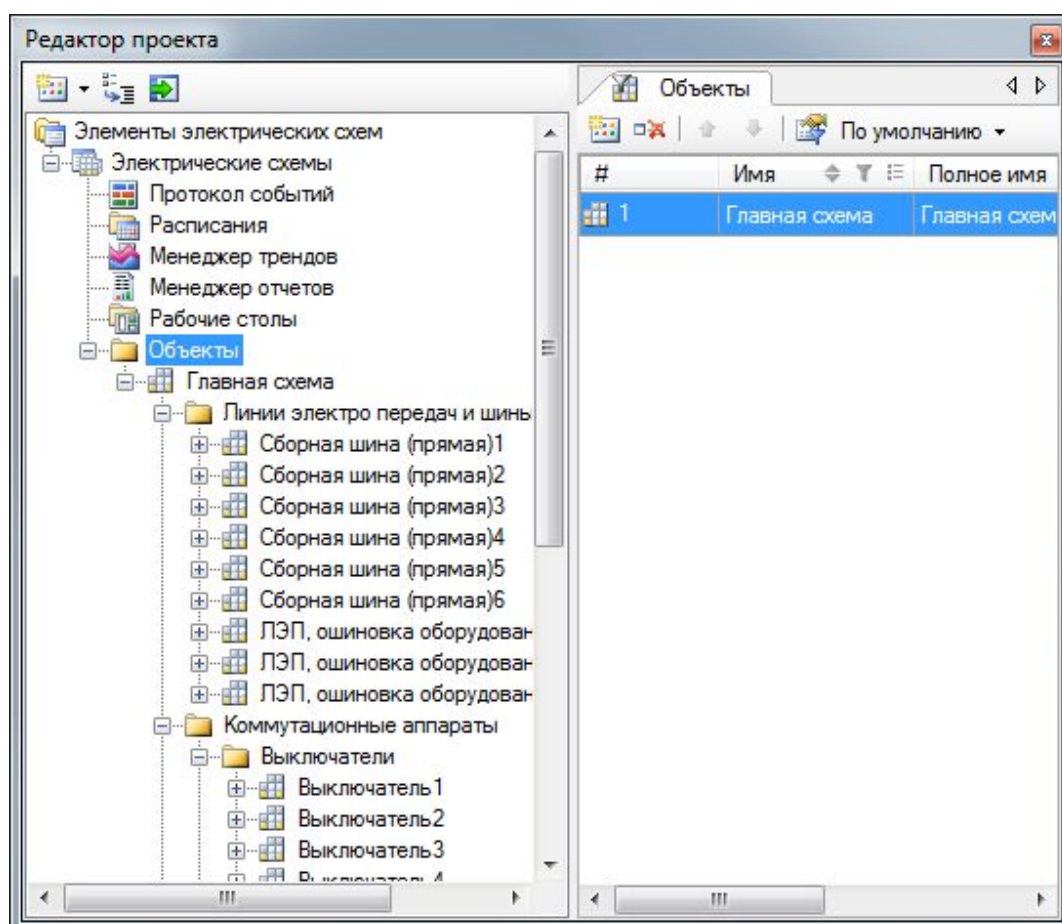 Редактор проекта
Элементы электрических схем
Электрические схемы
Протокол событий
Расписания
Менеджер трендов
Менеджер отчетов
Рабочие столы
Объекты
Главная схема
Линии электро передач и шины
Сборная шина (прямая)1
Сборная шина (прямая)2
Сборная шина (прямая)3
Сборная шина (прямая)4
Сборная шина (прямая)5
Сборная шина (прямая)6
ЛЭП, ошиновка оборудован
ЛЭП, ошиновка оборудован
ЛЭП, ошиновка оборудован
Коммутационные аппараты
Выключатели
Выключатель1
Выключатель2
Выключатель3
Выключатель4
Объекты
По умолчанию
# Имя Полное имя
1 Главная схема Главная схем